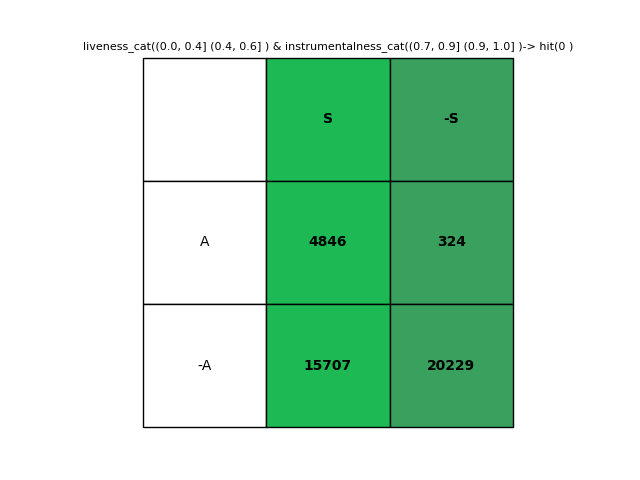 liveness_cat((0.0, 0.4] (0.4, 0.6] ) & instrumentalness_cat((0.7, 0.9] (0.9, 1.0] )-> hit(0 )
S -S
A 4846 324
-A 15707 20229